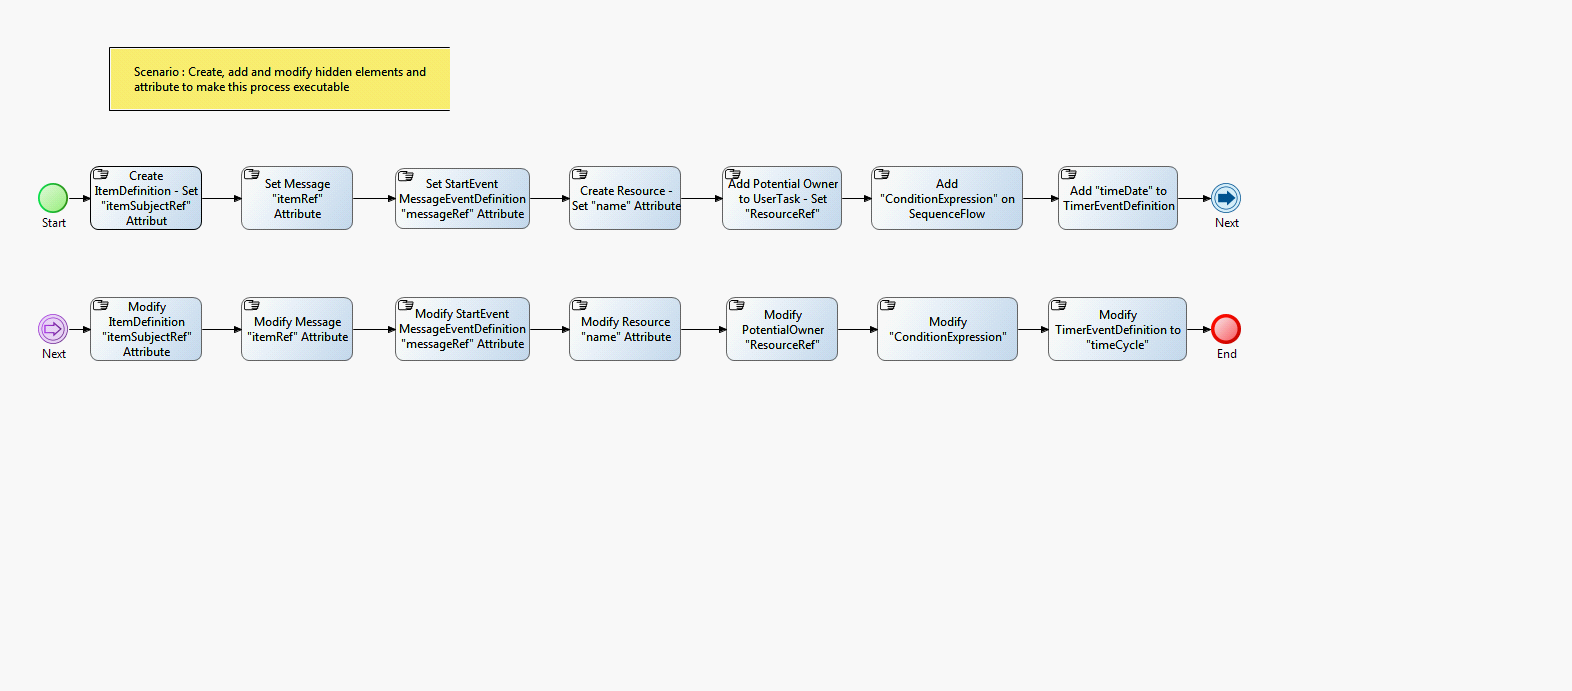 Scenario : Create, add and modify hidden elements and
attribute to make this process executable
Start
Create
ItemDefinition - Set
"itemSubjectRef"
Attribut
Set Message
"itemRef"
Attribute
Set StartEvent
MessageEventDefinition
"messageRef" Attribute
Create Resource -
Set "name" Attribute
Add Potential Owner
to UserTask - Set
"ResourceRef"
Add
"ConditionExpression" on
SequenceFlow
Add "timeDate" to
TimerEventDefinition
Next
Next
Modify
ItemDefinition
"itemSubjectRef"
Attribute
Modify Message
"itemRef" Attribute
Modify StartEvent
MessageEventDefinition
"messageRef" Attribute
Modify Resource
"name" Attribute
Modify
PotentialOwner
"ResourceRef"
Modify
"ConditionExpression"
Modify
TimerEventDefinition to
"timeCycle"
End